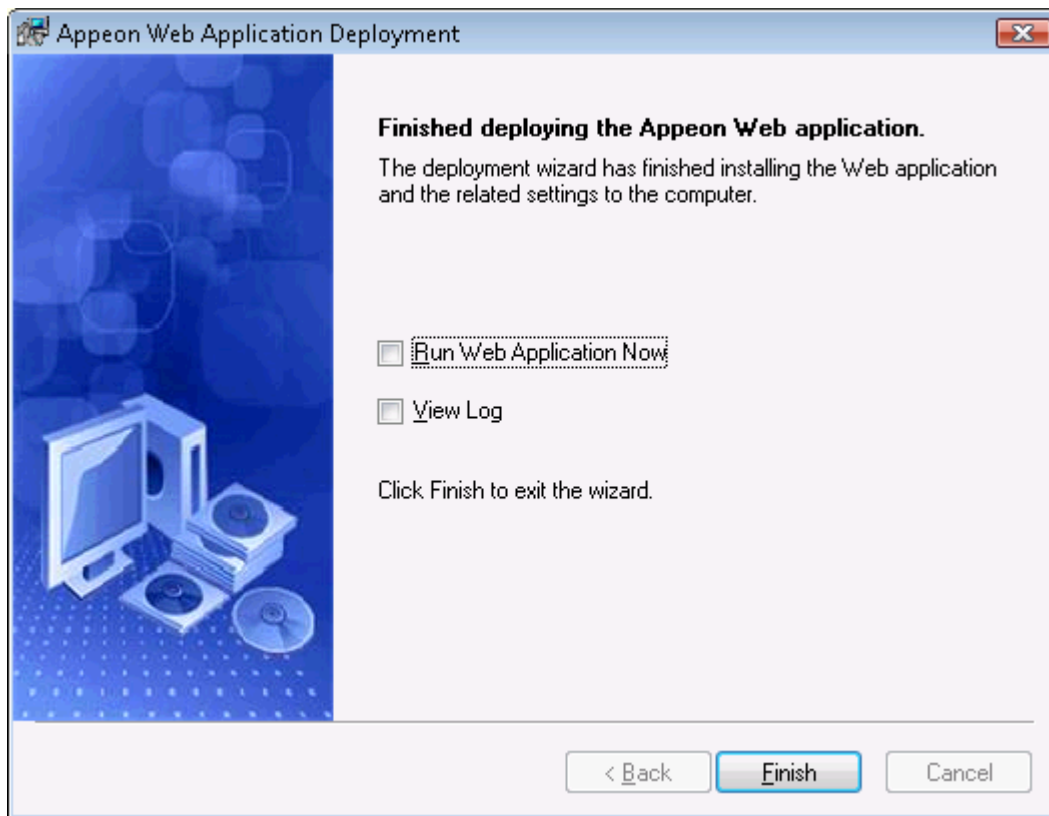 Appeon Web Application Deployment
Finished deploying the Appeon Web application.
The deployment wizard has finished installing the Web application
and the related settings to the computer.
Run Web Application Now
View Log
Click Finish to exit the wizard.
< Back
Finish
Cancel